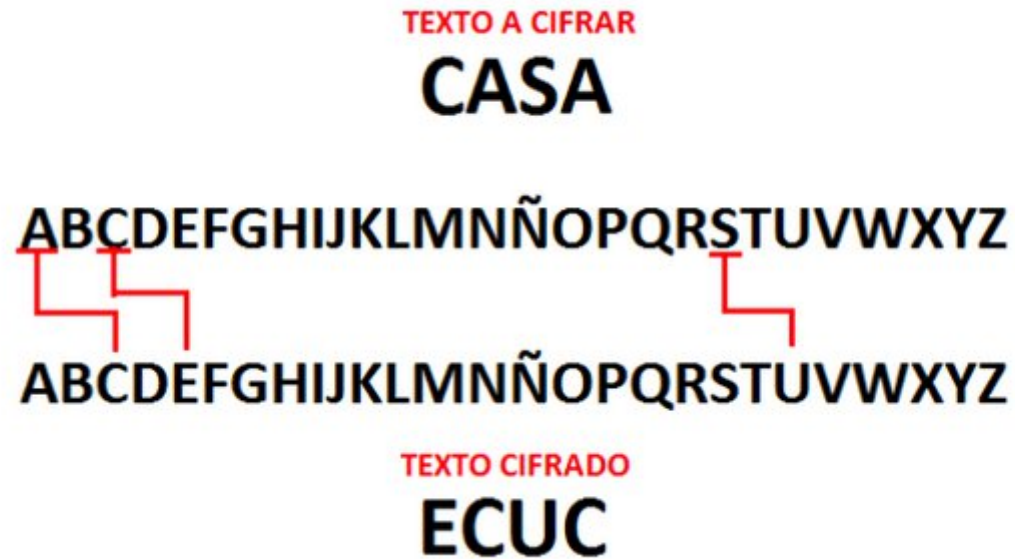 TEXTO A CIFRAR
CASA
ABCDEFGHIJKLMNÑOPQRSTUVWXYZ
ABCDEFGHIJKLMNÑOPQRSTUVWXYZ
TEXTO CIFRADO
ECUC